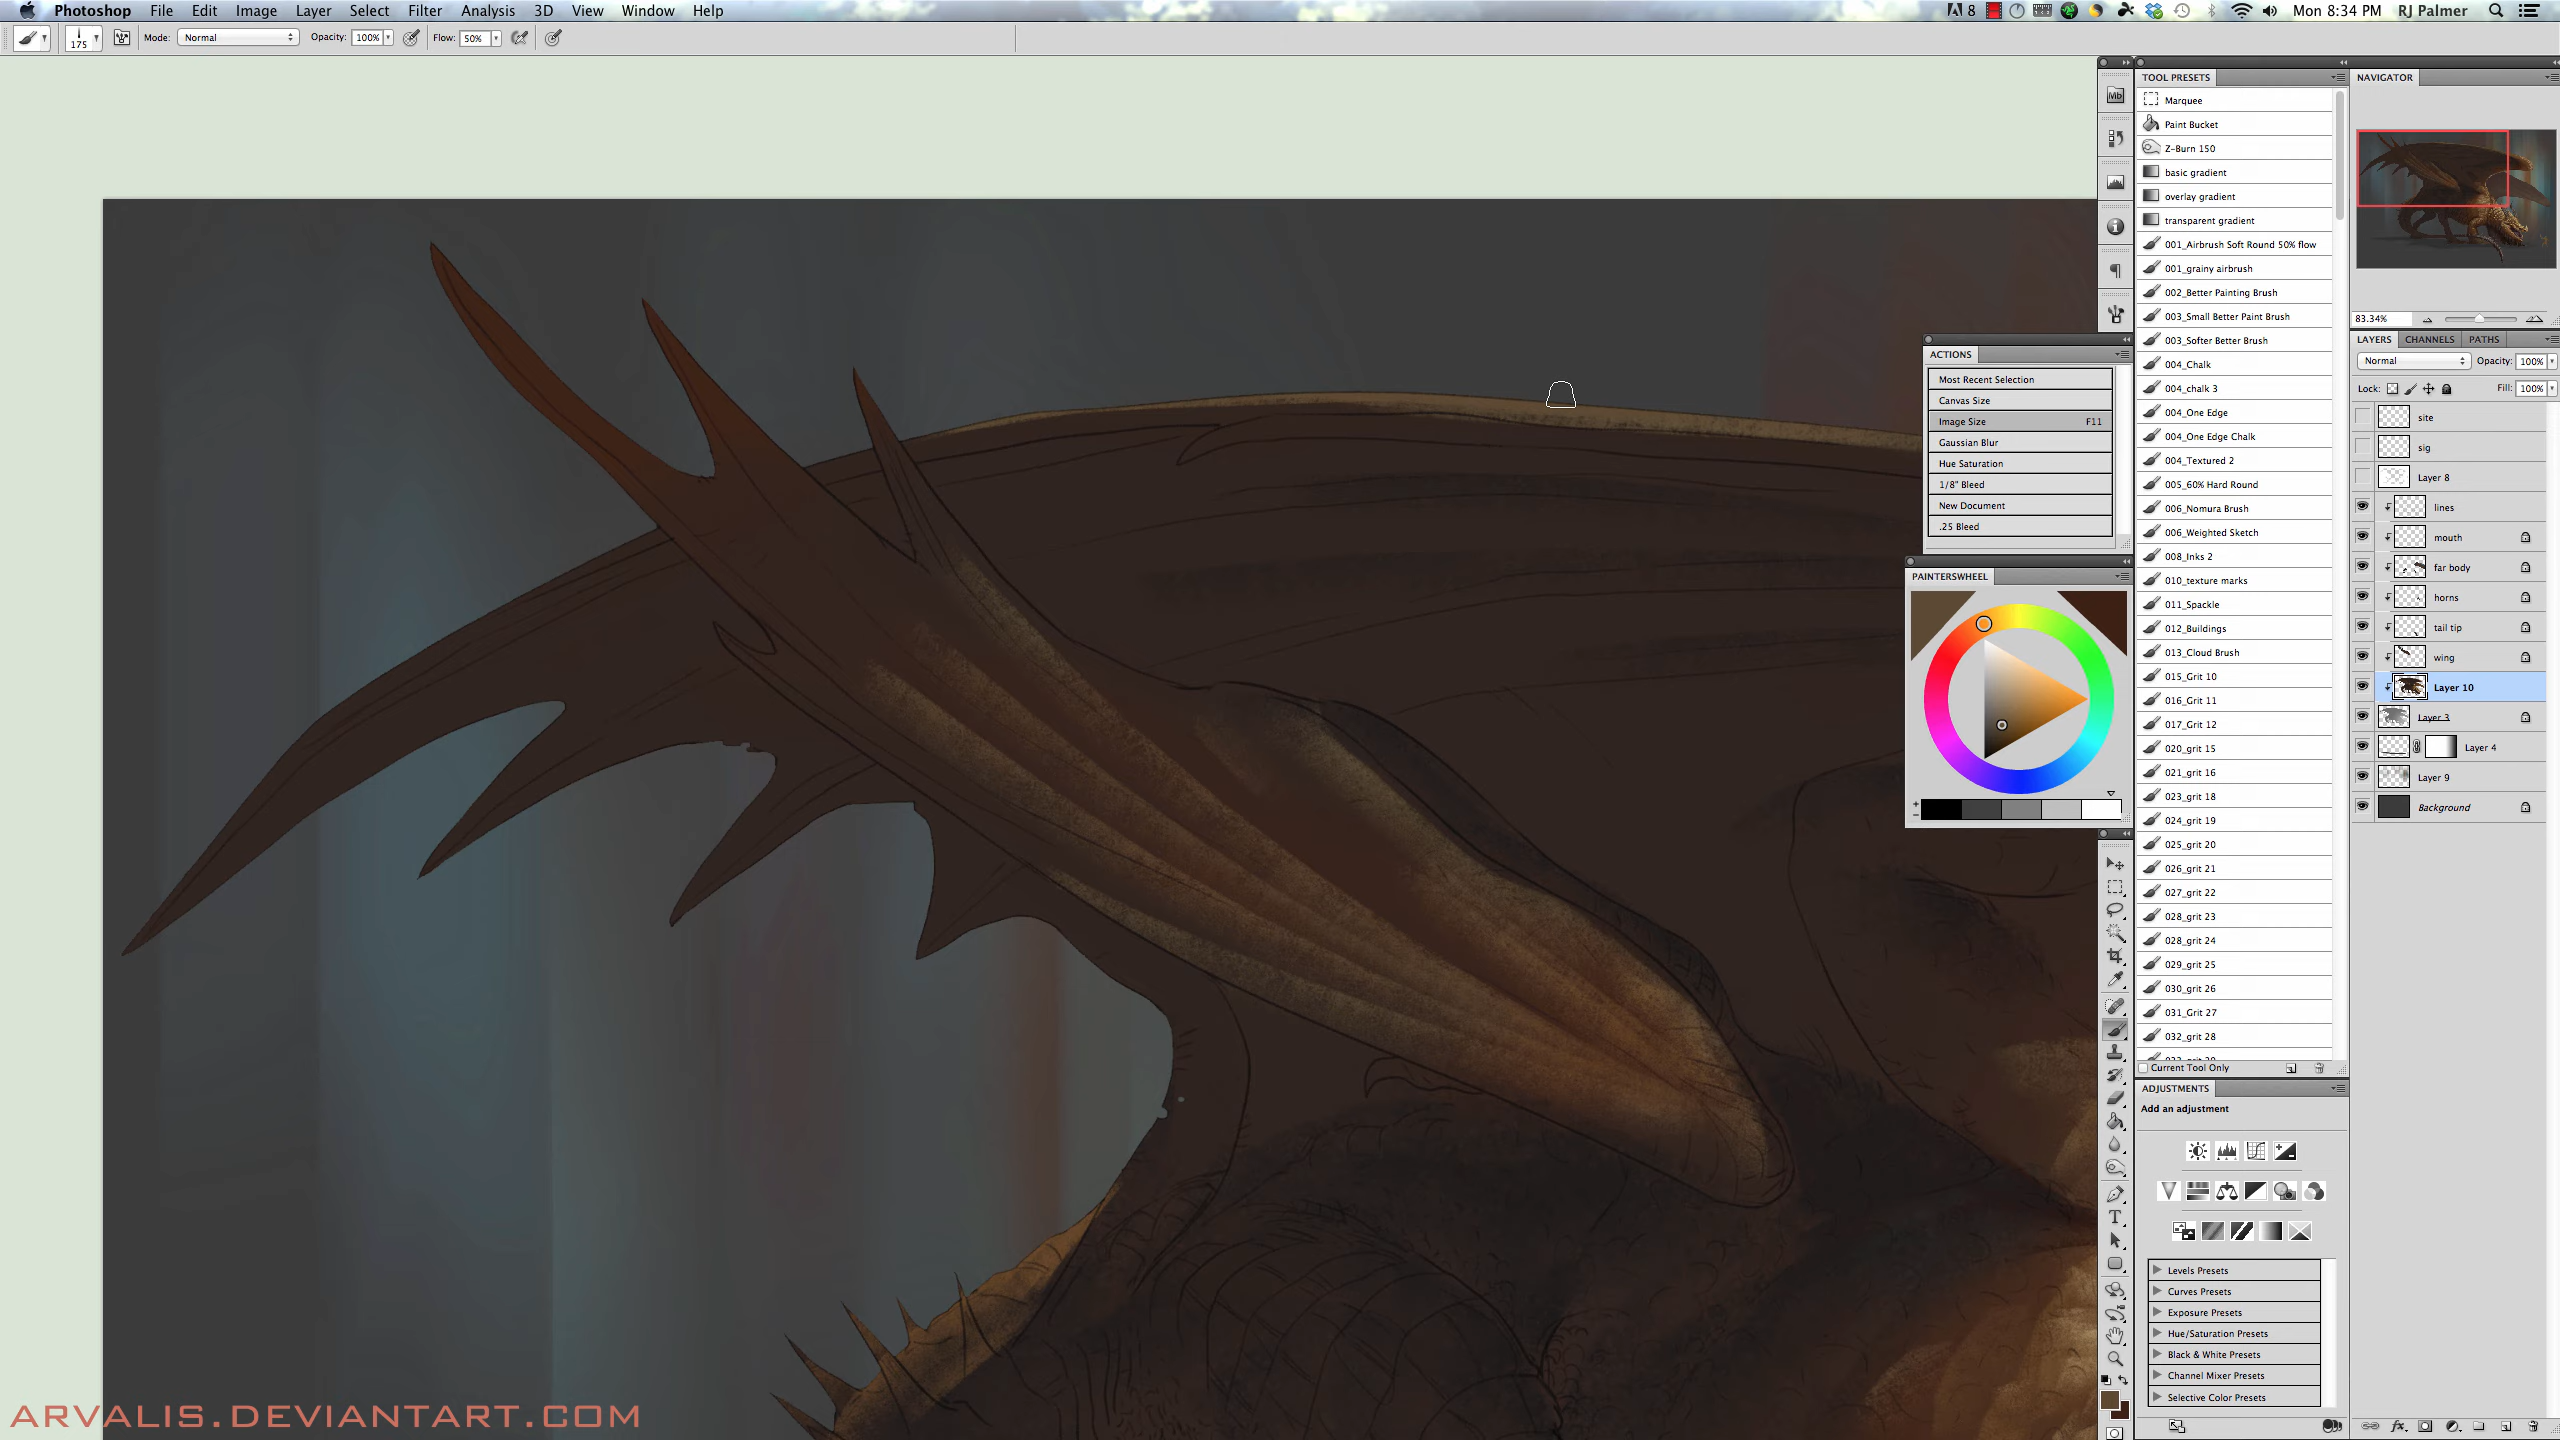 Photoshop File Edit Image Layer Select Filter Analysis 3D View Window Help
8 Mon 8:34 PM RJ Palmer
175 Mode: Normal Opacity: 100% Flow: 50%
TOOL PRESETS
Marquee
Paint Bucket
Z-Burn 150
basic gradient
overlay gradient
transparent gradient
001_Airbrush Soft Round 50% flow
001_grainy airbrush
002_Better Painting Brush
003_Small Better Paint Brush
003_Softer Better Brush
004_Chalk
004_chalk 3
004_One Edge
004_One Edge Chalk
004_Textured 2
005_60% Hard Round
006_Nomura Brush
006_Weighted Sketch
008_Inks 2
010_texture marks
011_Spackle
012_Buildings
013_Cloud Brush
015_Grit 10
016_Grit 11
017_Grit 12
020_grit 15
021_grit 16
023_grit 18
024_grit 19
025_grit 20
026_grit 21
027_grit 22
028_grit 23
028_grit 24
029_grit 25
030_grit 26
031_Grit 27
032_grit 28
Current Tool Only
ADJUSTMENTS
Add an adjustment
Levels Presets
Curves Presets
Exposure Presets
Hue/Saturation Presets
Black & White Presets
Channel Mixer Presets
Selective Color Presets
NAVIGATOR
83.34%
LAYERS CHANNELS PATHS
Normal Opacity: 100%
Lock: Fill: 100%
site
sig
Layer 8
lines
mouth
far body
horns
tail tip
wing
Layer 10
Layer 3
Layer 4
Layer 9
Background
Mb
ACTIONS
Most Recent Selection
Canvas Size
Image Size F11
Gaussian Blur
Hue Saturation
1/8" Bleed
New Document
.25 Bleed
PAINTERSWHEEL
ARVALIS.DEVIANTART.COM